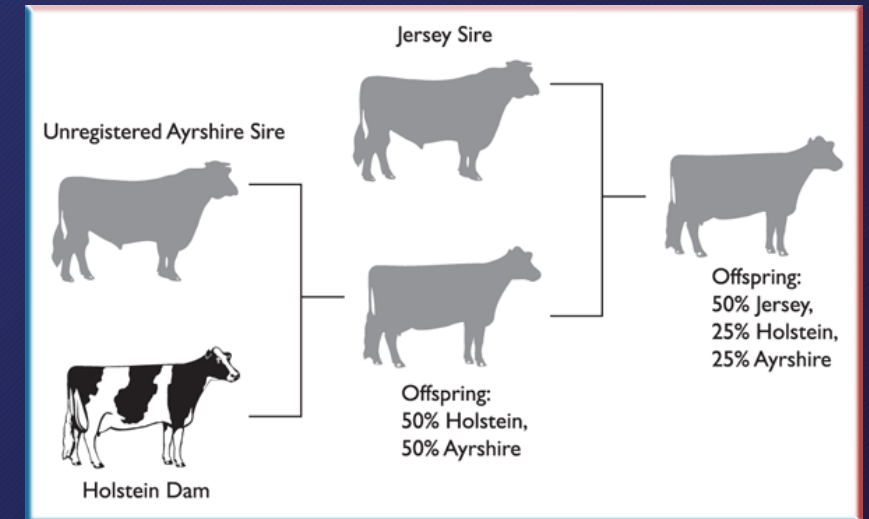 Jersey Sire
Unregistered Ayrshire Sire
Offspring:
50% Jersey,
25% Holstein,
25% Ayrshire
Offspring:
50% Holstein,
50% Ayrshire
Holstein Dam